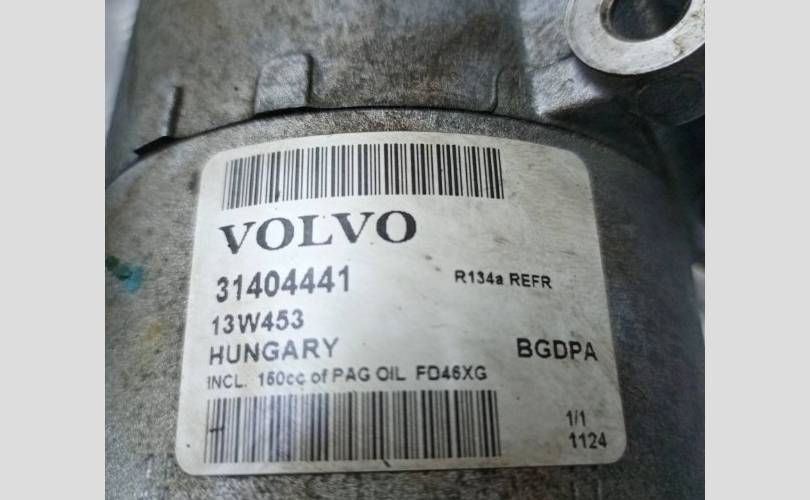 VOLVO
31404441 R134a REFR
13W453
HUNGARY BGDPA
INCL. 150cc of PAG OIL FD46XG
1/1
1124